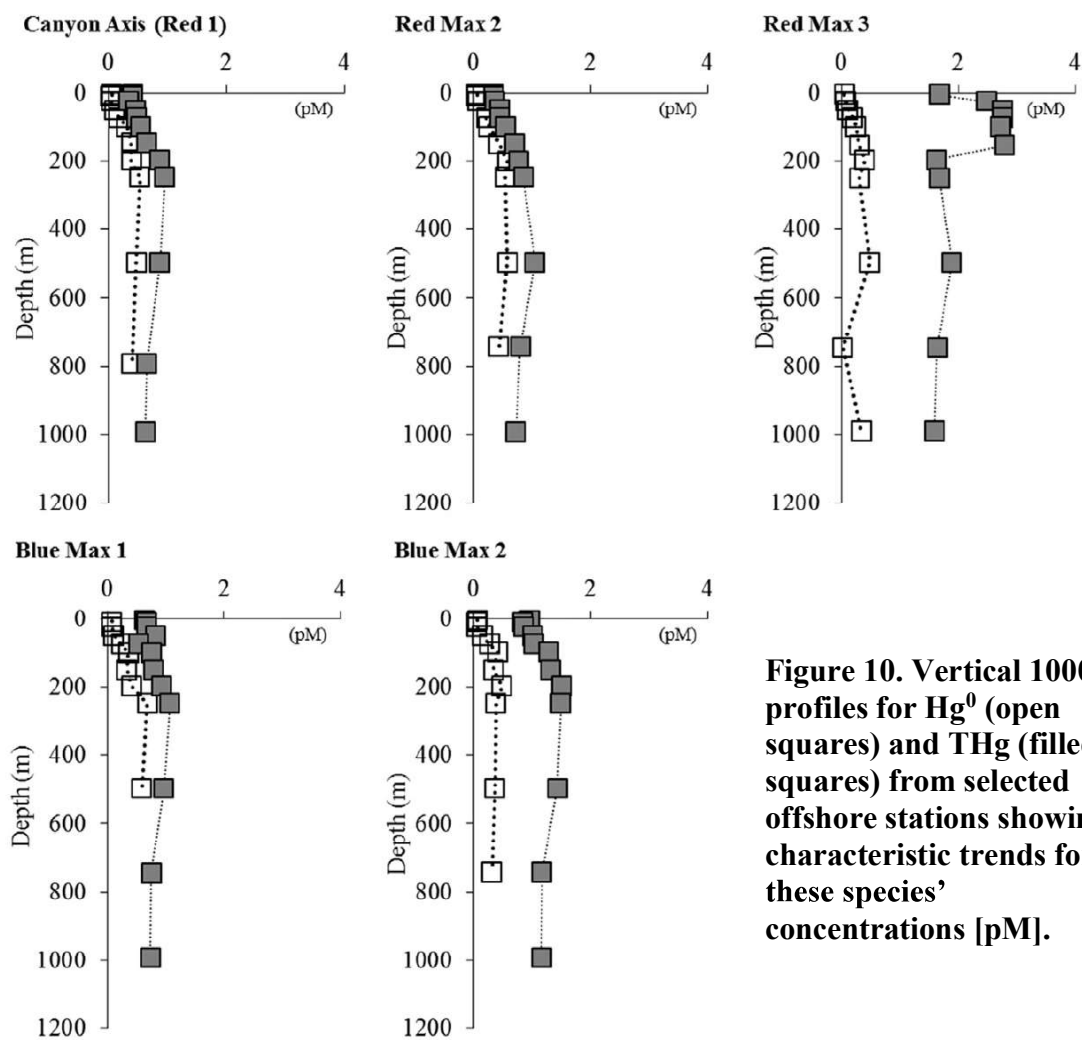 Canyon Axis (Red 1)
0 2 4
(pM)
0
200
400
600
800
1000
1200
Depth (m)
Red Max 2
0 2 4
(pM)
0
200
400
600
800
1000
1200
Depth (m)
Red Max 3
0 2 4
(pM)
0
200
400
600
800
1000
1200
Depth (m)
Blue Max 1
0 2 4
(pM)
0
200
400
600
800
1000
1200
Depth (m)
Blue Max 2
0 2 4
(pM)
0
200
400
600
800
1000
1200
Depth (m)
Figure 10. Vertical 1000
profiles for Hg⁰ (open
squares) and THg (fille
squares) from selected
offshore stations showin
characteristic trends fo
these species’
concentrations [pM].